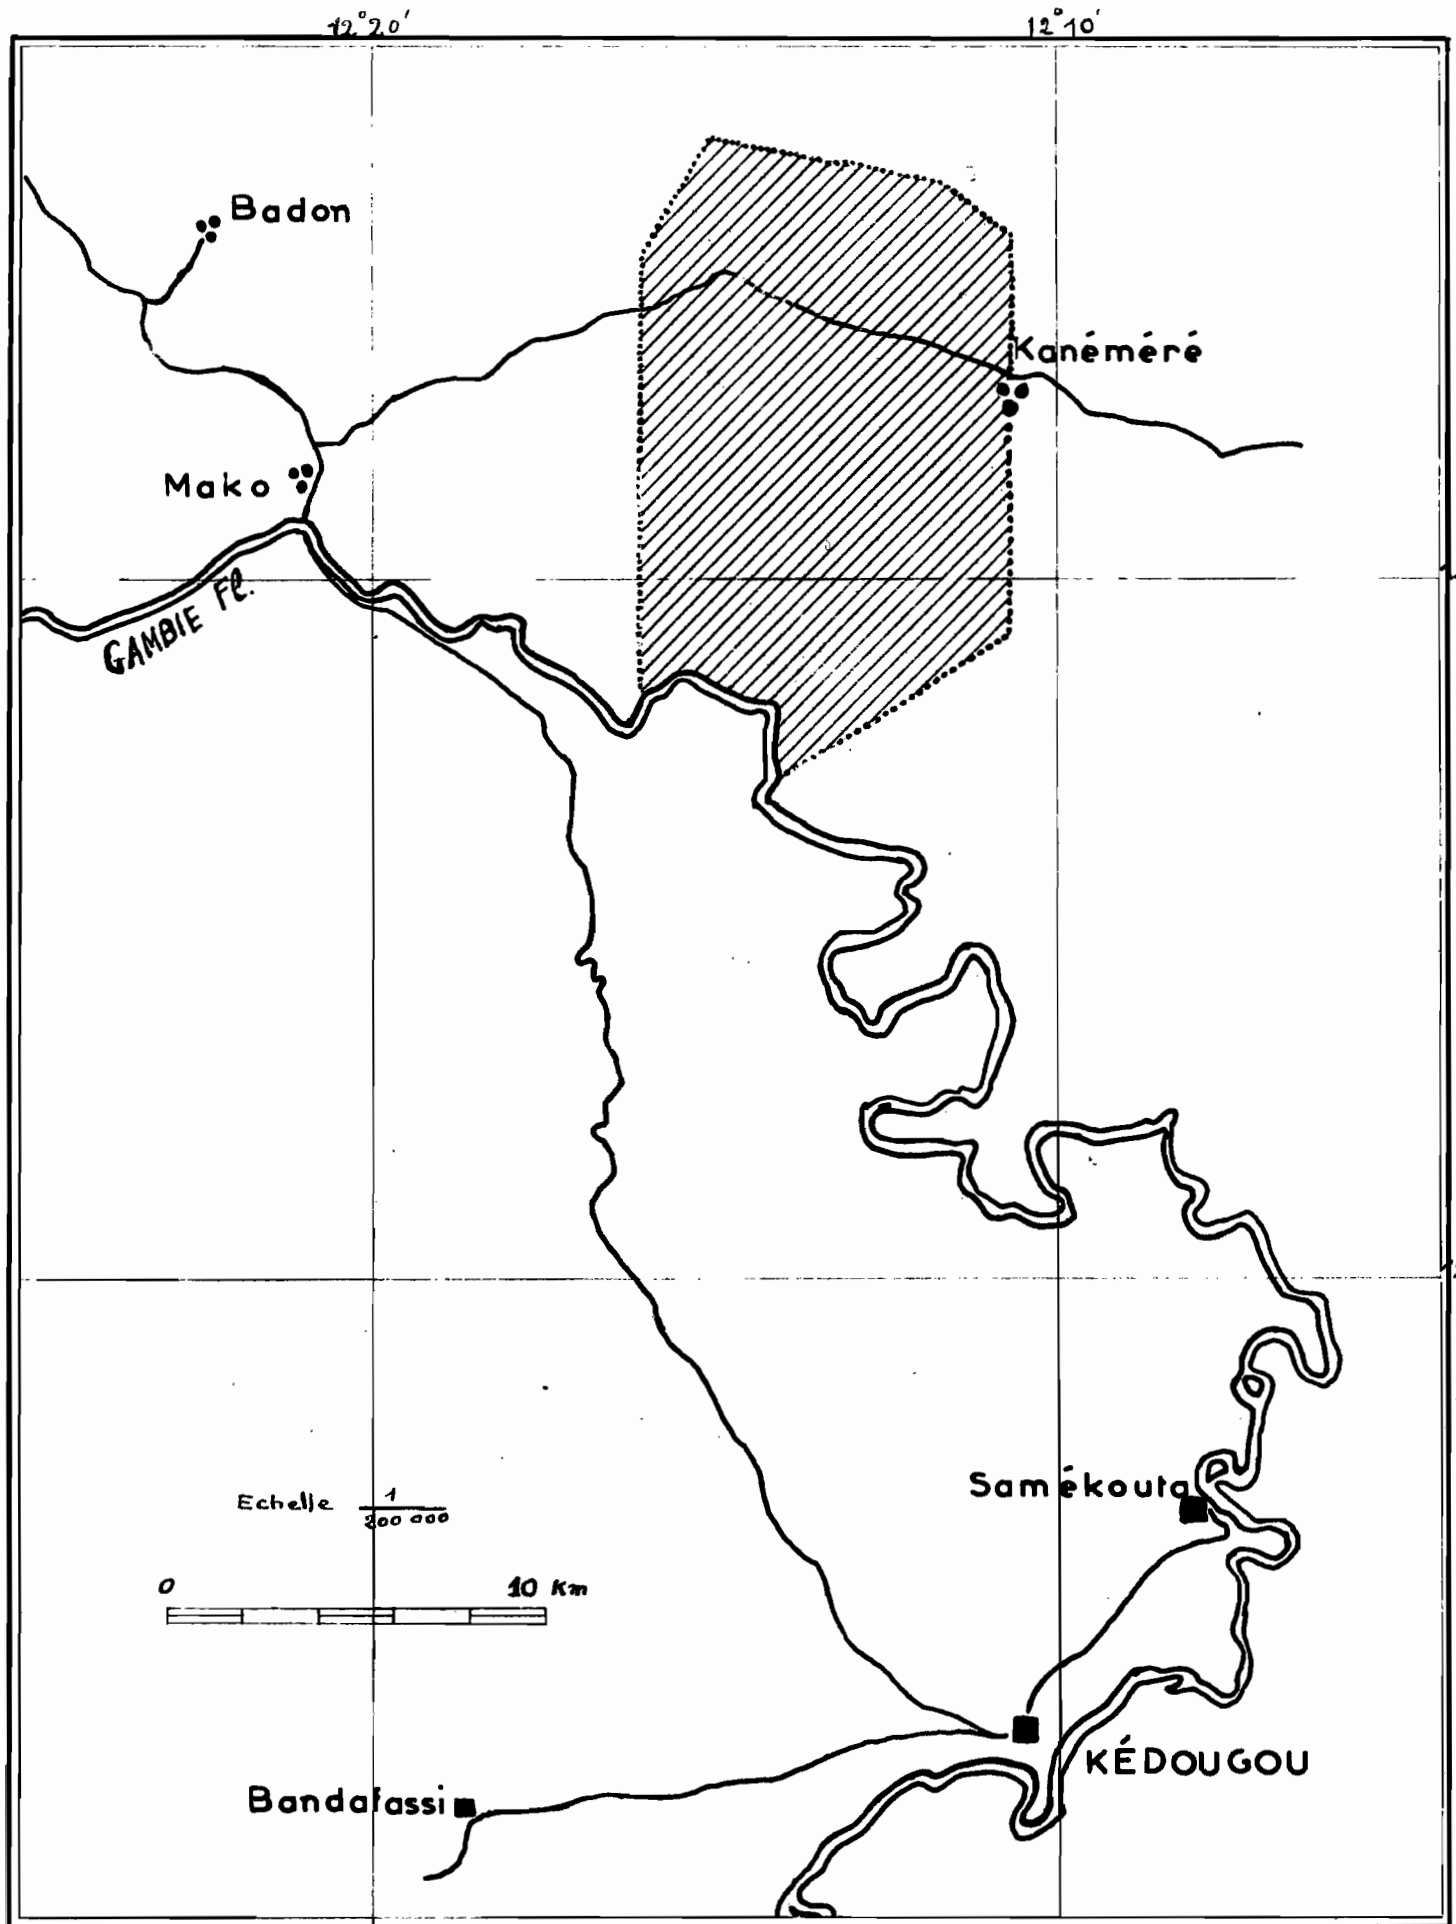 12°20'
12°10'
Badon
Kanéméré
Mako
GAMBIE Fl.
Samékouta
Echelle 1
200 000
0 10 Km
KÉDOUGOU
Bandafassi